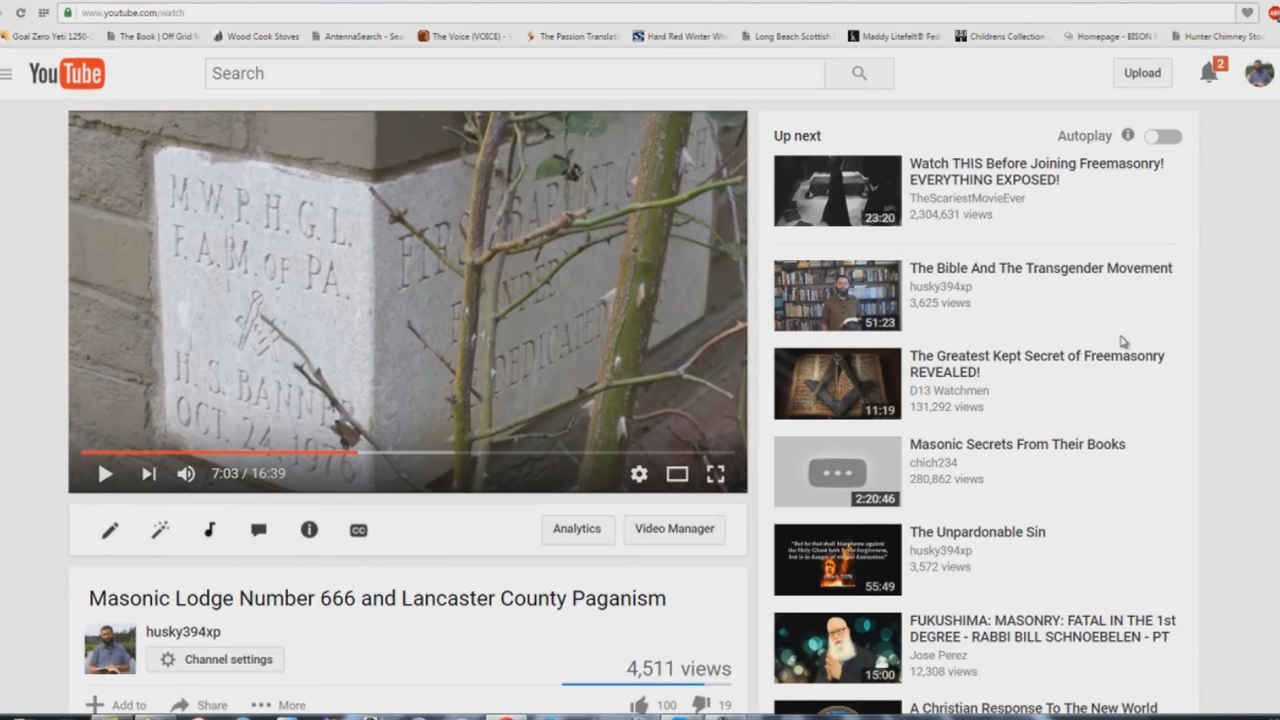 www.youtube.com/watch
Goal Zero Yeti 1250-
The Book | Off Grid
Wood Cook Stoves
AntennaSearch - Sea
The Voice (VOICE) -
The Passion Translat
Hard Red Winter Wh
Long Beach Scottish
Maddy Litefelt® Fed
Childrens Collection
Homepage - BISON
Hunter Chimney Sto
YouTube
Search
Upload
2
M.W.P.H.G.L.
F.&A.M. OF PA.
H.S. BANN
OCT. 24, 1976
DEDICATED
7:03 / 16:39
CC
Analytics
Video Manager
Masonic Lodge Number 666 and Lancaster County Paganism
husky394xp
Channel settings
4,511 views
Add to
Share
More
100
19
Up next
Autoplay
23:20
Watch THIS Before Joining Freemasonry!
EVERYTHING EXPOSED!
TheScariestMovieEver
2,304,631 views
51:23
The Bible And The Transgender Movement
husky394xp
3,625 views
11:19
The Greatest Kept Secret of Freemasonry
REVEALED!
D13 Watchmen
131,292 views
2:20:46
Masonic Secrets From Their Books
chich234
280,862 views
55:49
The Unpardonable Sin
husky394xp
3,572 views
15:00
FUKUSHIMA: MASONRY: FATAL IN THE 1st
DEGREE - RABBI BILL SCHNOEBELEN - PT
Jose Perez
12,308 views
A Christian Response To The New World